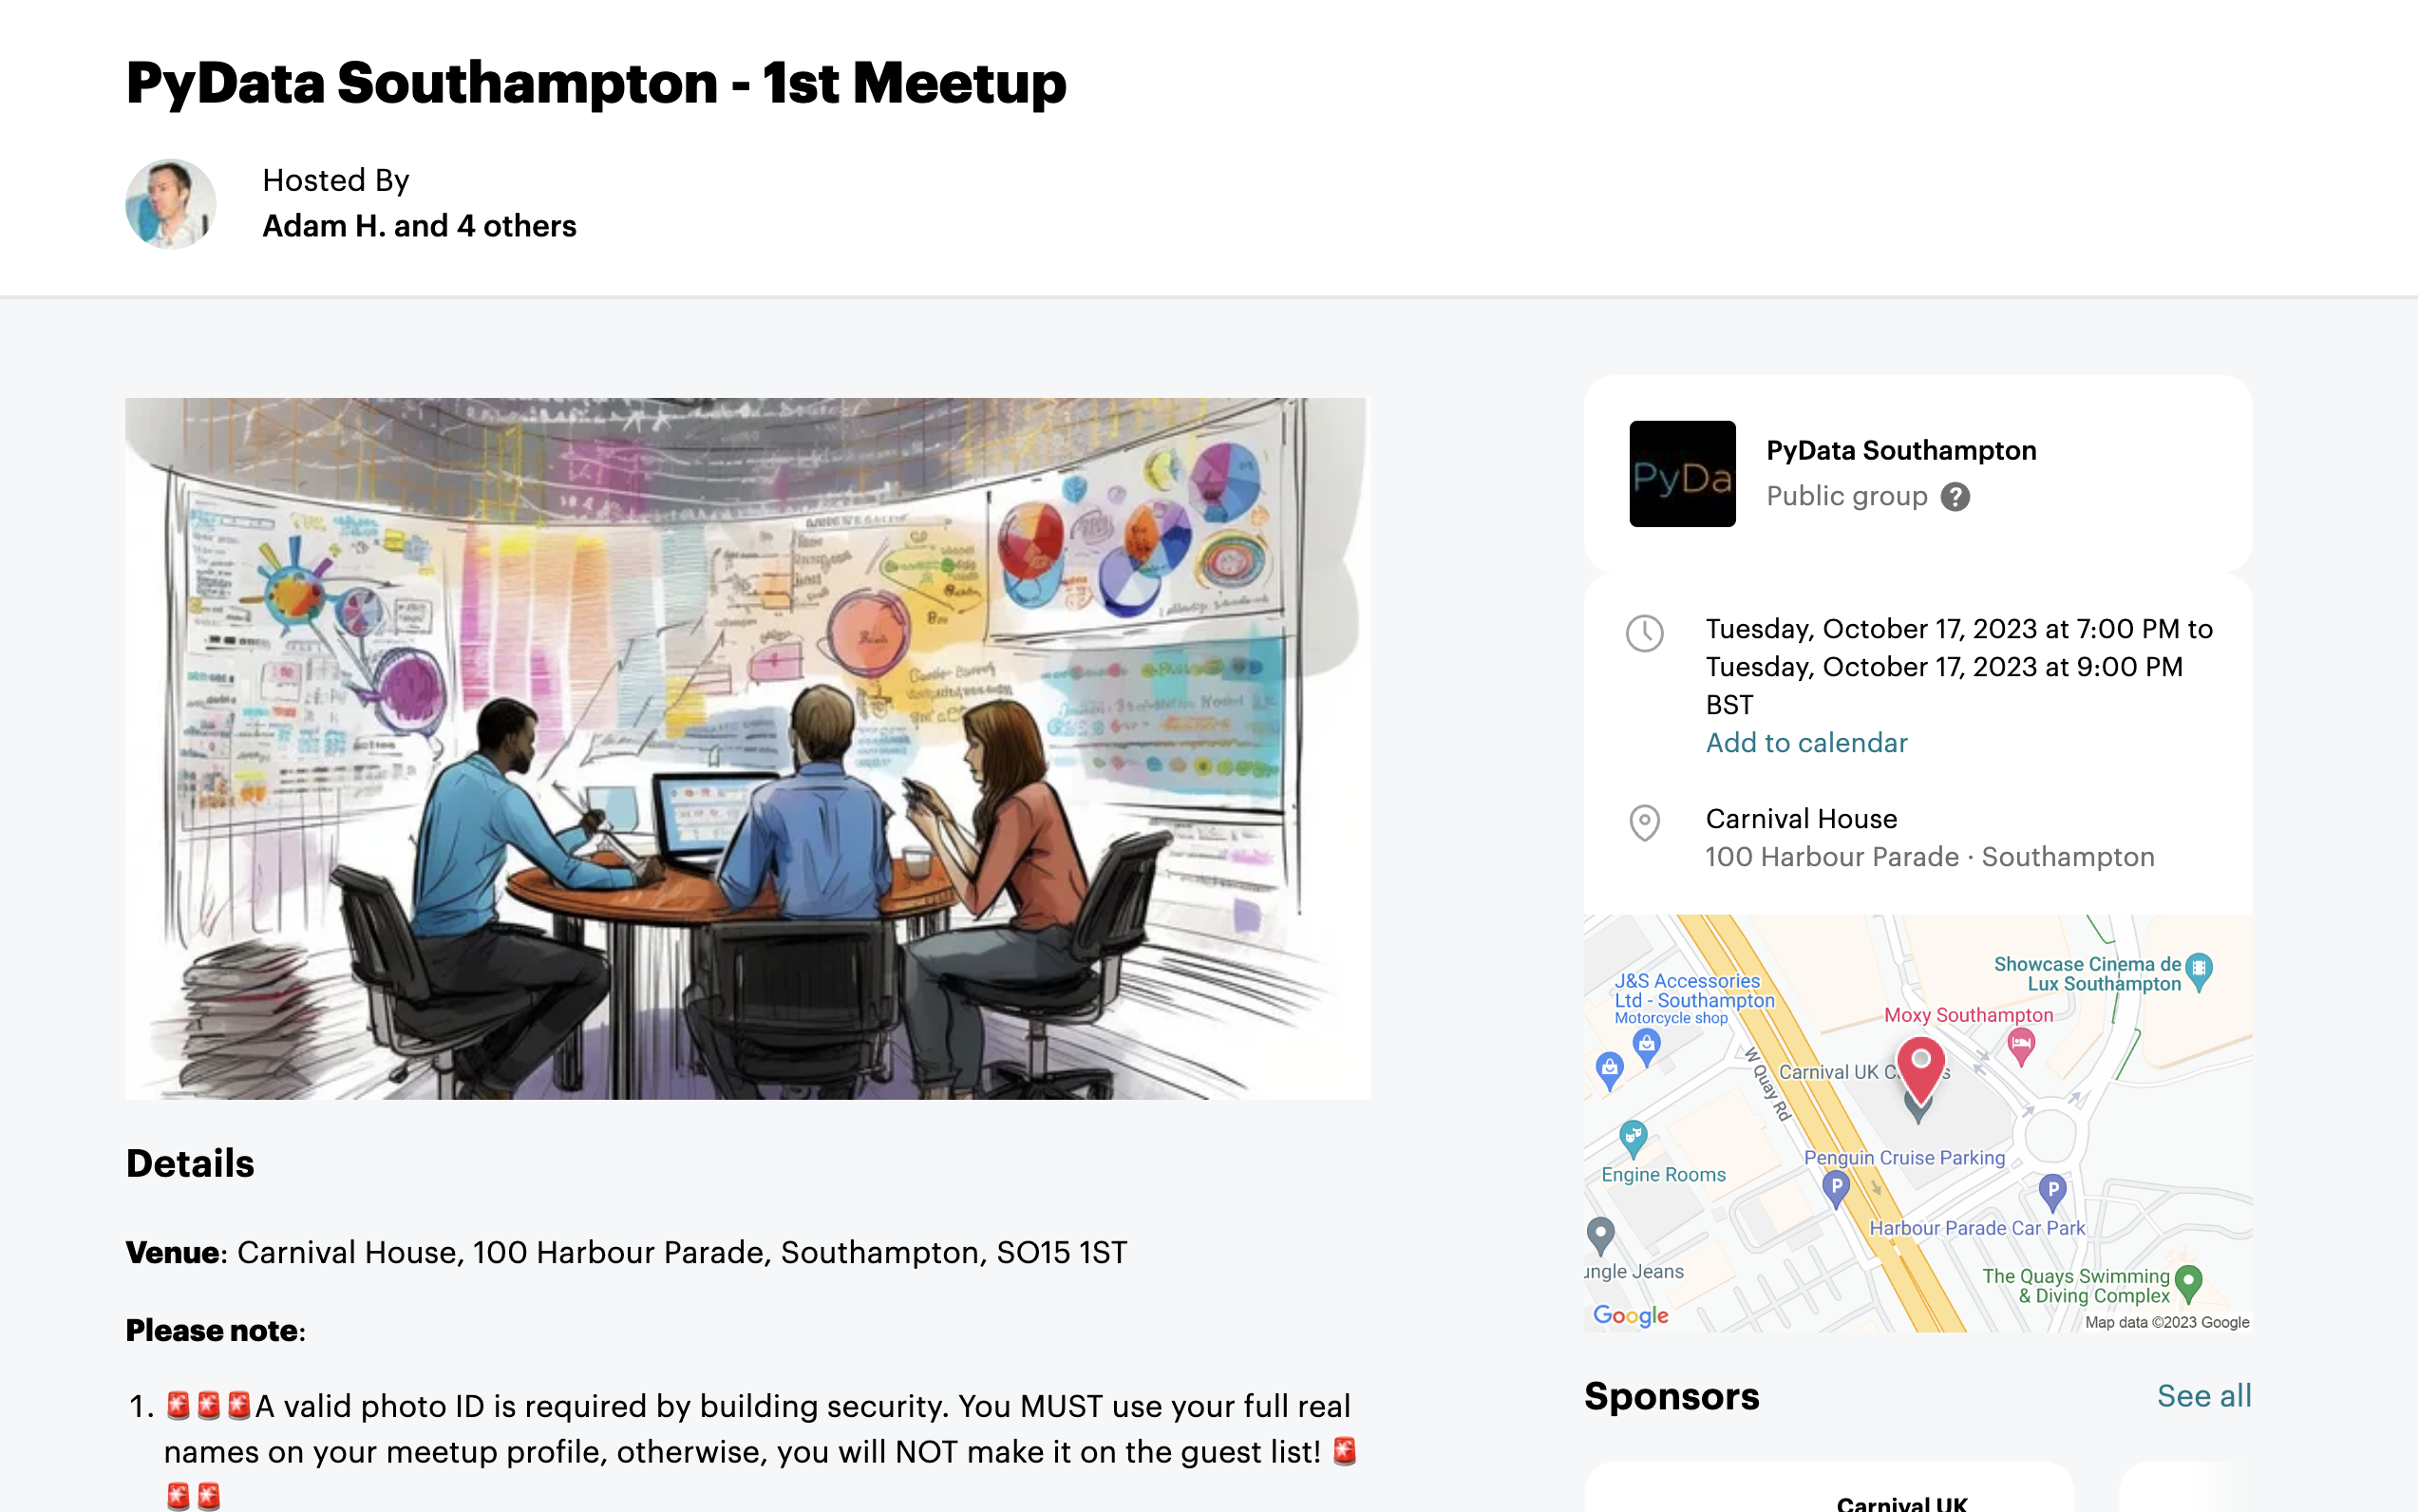 PyData Southampton - 1st Meetup
Hosted By
Adam H. and 4 others
PyDa
PyData Southampton
Public group
Tuesday, October 17, 2023 at 7:00 PM to
Tuesday, October 17, 2023 at 9:00 PM
BST
Add to calendar
Carnival House
100 Harbour Parade · Southampton
J&S Accessories
Ltd - Southampton
Motorcycle shop
Showcase Cinema de
Lux Southampton
Moxy Southampton
W Quay Rd
Carnival UK
Engine Rooms
Penguin Cruise Parking
P
P
Harbour Parade Car Park
Jeans
The Quays Swimming
& Diving Complex
Google
Map data ©2023 Google
Details
Venue: Carnival House, 100 Harbour Parade, Southampton, SO15 1ST
Please note:
1. 🚨🚨🚨A valid photo ID is required by building security. You MUST use your full real
names on your meetup profile, otherwise, you will NOT make it on the guest list! 🚨
🚨🚨
Sponsors
See all
Carnival UK